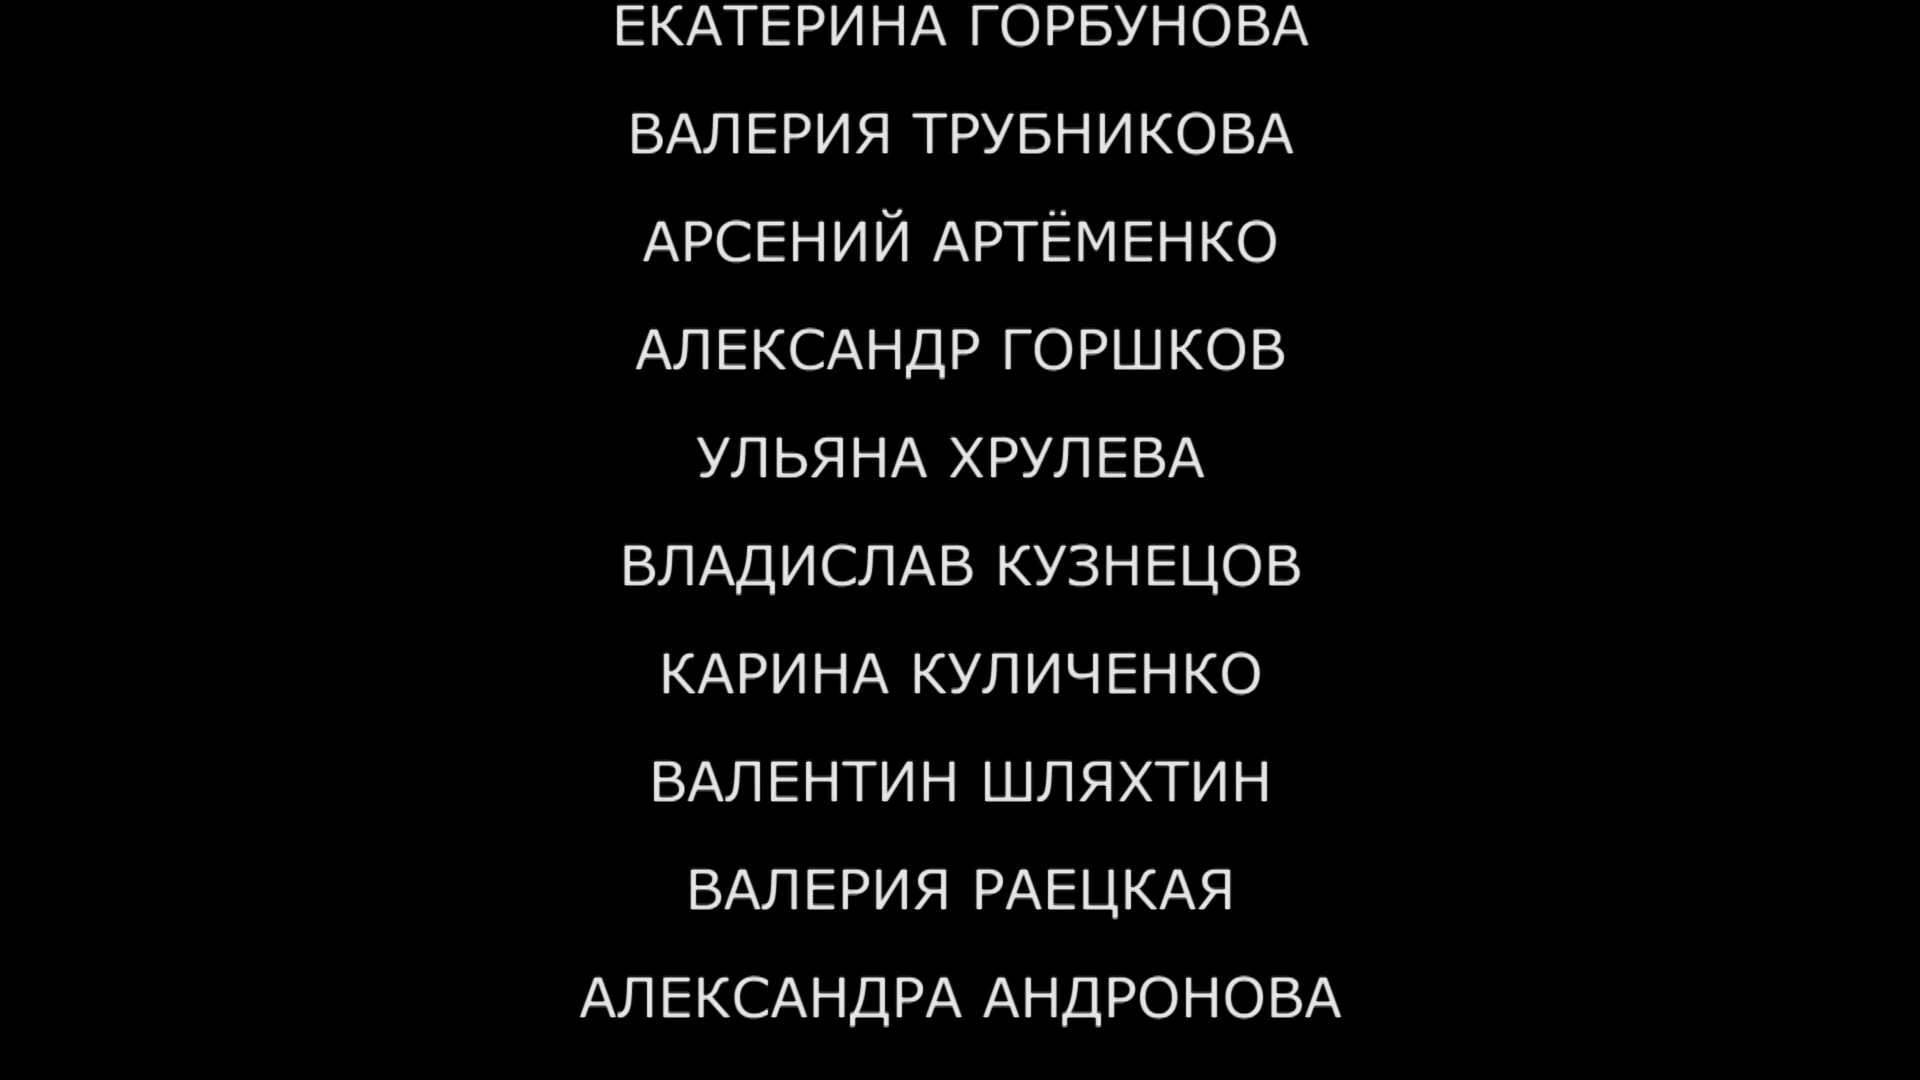 ЕКАТЕРИНА ГОРБУНОВА
ВАЛЕРИЯ ТРУБНИКОВА
АРСЕНИЙ АРТЁМЕНКО
АЛЕКСАНДР ГОРШКОВ
УЛЬЯНА ХРУЛЕВА
ВЛАДИСЛАВ КУЗНЕЦОВ
КАРИНА КУЛИЧЕНКО
ВАЛЕНТИН ШЛЯХТИН
ВАЛЕРИЯ РАЕЦКАЯ
АЛЕКСАНДРА АНДРОНОВА